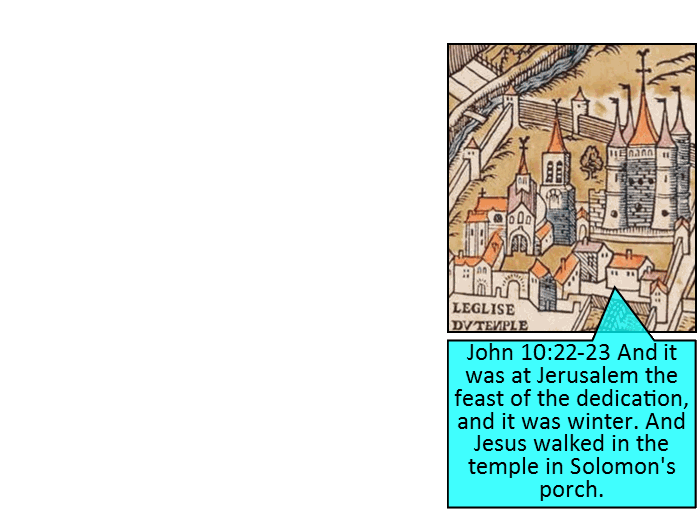 LEGLISE
DVTEMPLE
John 10:22-23 And it
was at Jerusalem the
feast of the dedication,
and it was winter. And
Jesus walked in the
temple in Solomon's
porch.